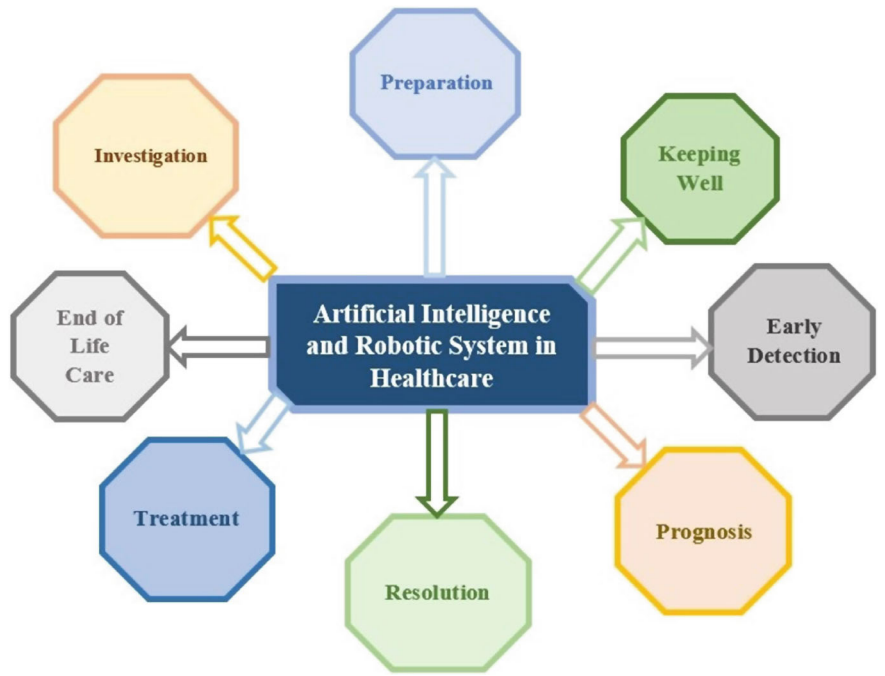 Preparation
Investigation
Keeping
Well
Artificial Intelligence
and Robotic System in
Healthcare
End of
Life
Care
Early
Detection
Treatment
Prognosis
Resolution